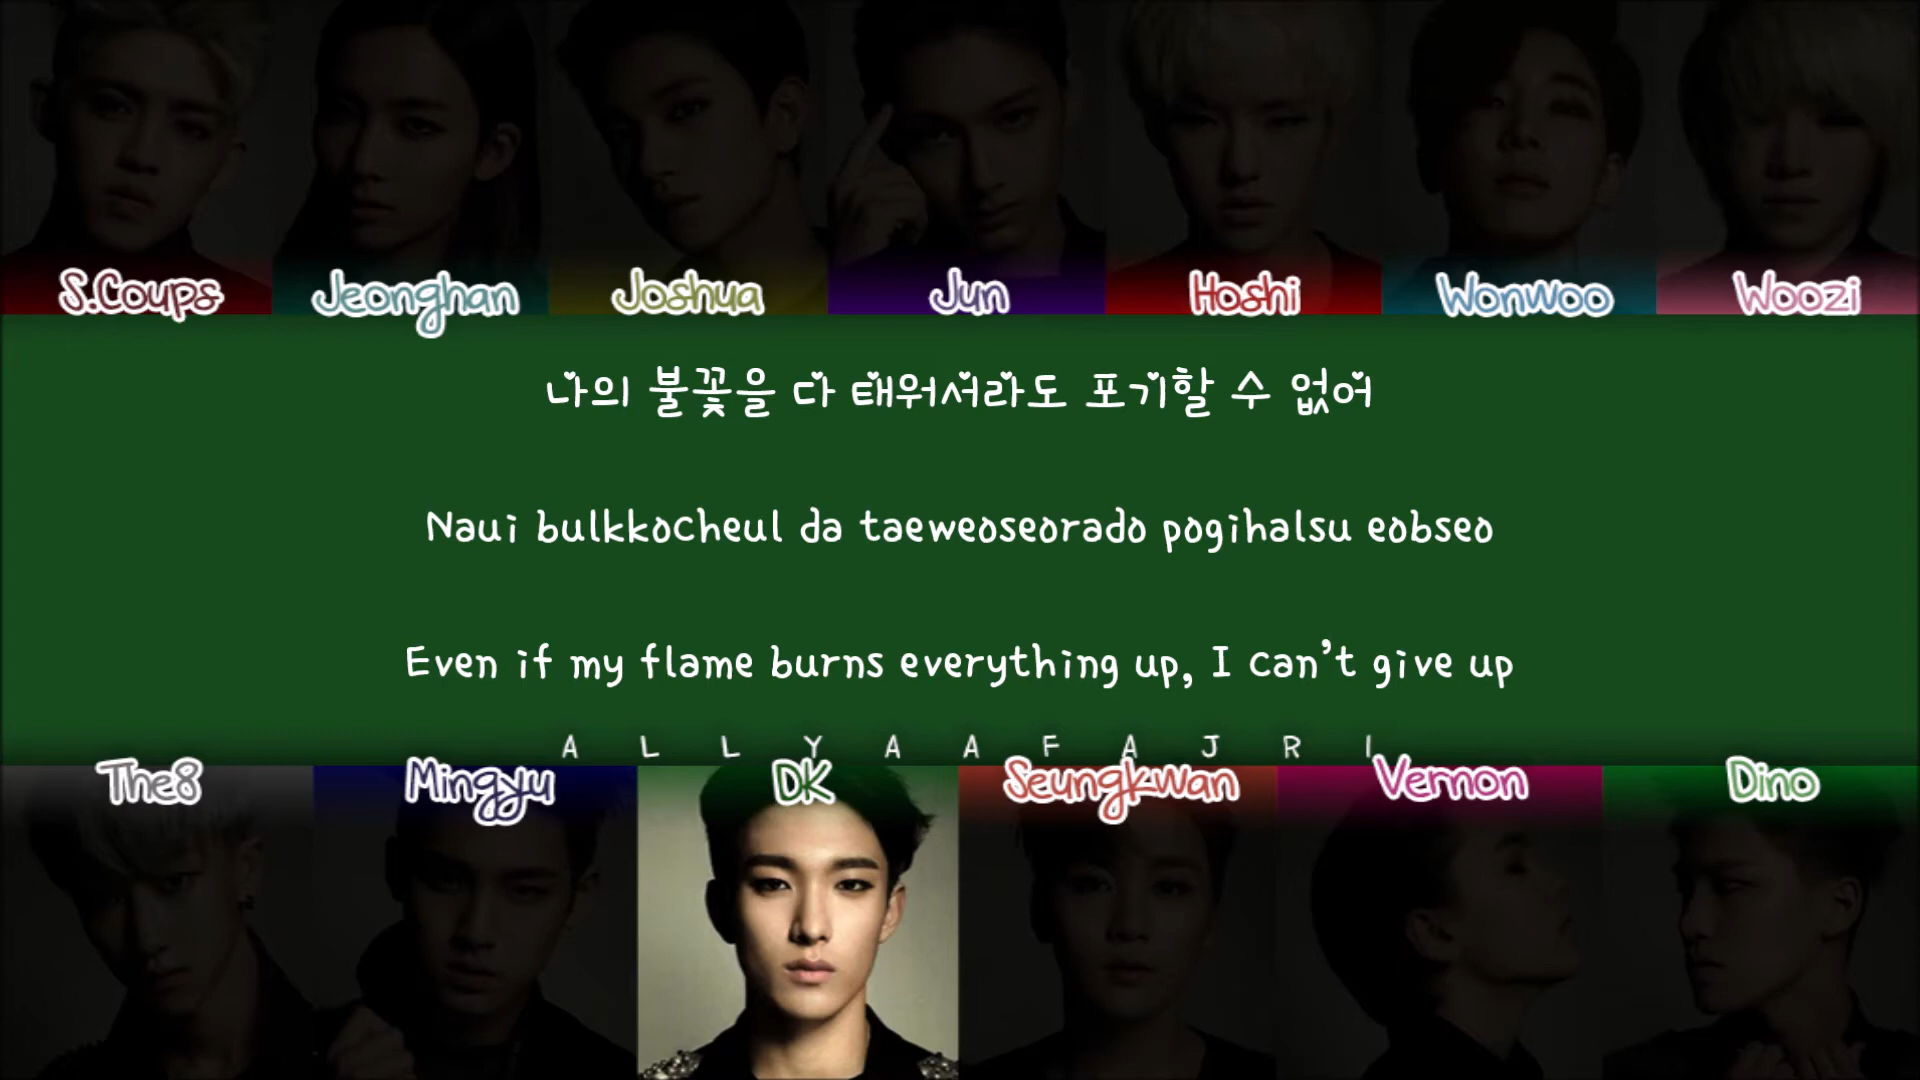 S.Coups Jeonghan Joshua Jun Hoshi Wonwoo Woozi
나의 불꽃을 다 태워서라도 포기할 수 없어
Naui bulkkocheul da taeweoseorado pogihalsu eobseo
Even if my flame burns everything up, I can't give up
A L L Y A A F A J R I
The8 Mingyu DK Seungkwan Vernon Dino